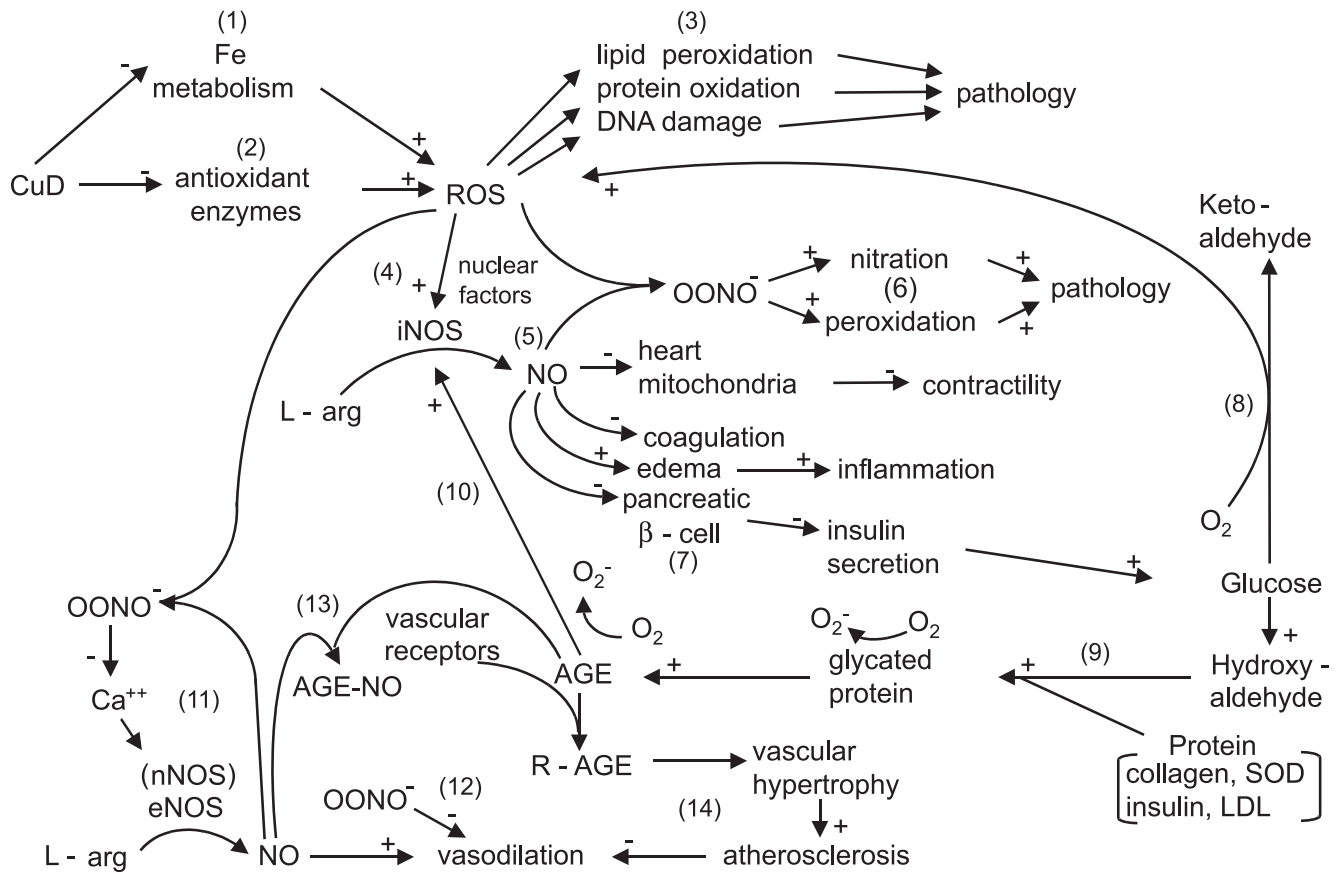 (1)
Fe
metabolism
-
+
CuD
-
(2)
antioxidant
enzymes
+
ROS
(3)
lipid peroxidation
protein oxidation
DNA damage
pathology
+
Keto -
aldehyde
(4)
+
nuclear
factors
iNOS
L - arg
+
(5)
NO
OONO⁻
+
nitration
+
(6)
+
peroxidation
+
pathology
-
heart
mitochondria
-
contractility
-
coagulation
+
edema
+
inflammation
-
pancreatic
β - cell
(7)
-
insulin
secretion
+
(8)
O₂
Glucose
+
Hydroxy -
aldehyde
(9)
+
Protein
[collagen, SOD
insulin, LDL]
O₂⁻
O₂
glycated
protein
+
O₂⁻
O₂
AGE
(10)
vascular
receptors
(13)
AGE-NO
R - AGE
vascular
hypertrophy
+
(14)
atherosclerosis
-
OONO⁻
-
Ca⁺⁺
(11)
(nNOS)
eNOS
L - arg
NO
+
OONO⁻
(12)
-
vasodilation